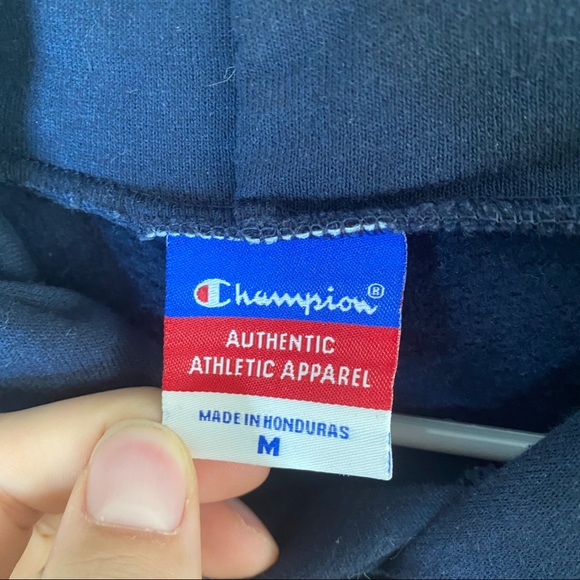 Champion®
AUTHENTIC
ATHLETIC APPAREL
MADE IN HONDURAS
M